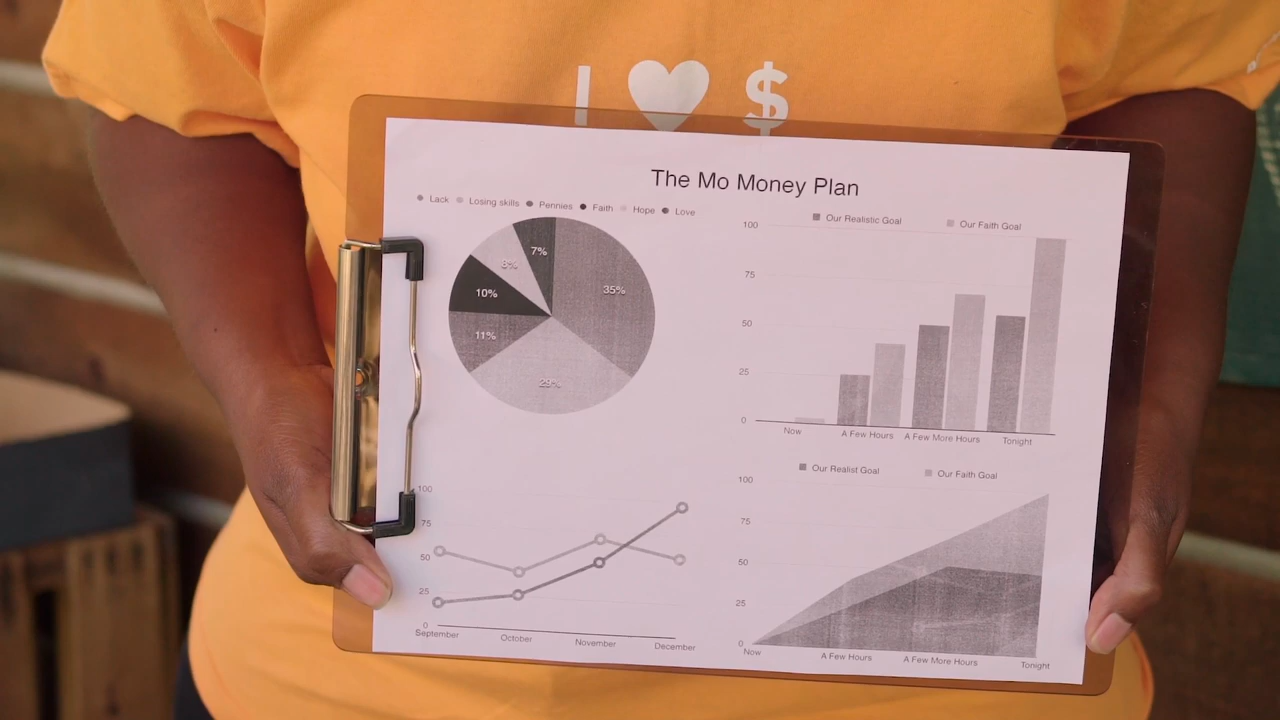 I ♥ $
The Mo Money Plan
Lack Losing skills Pennies Faith Hope Love
7%
8%
35%
10%
11%
29%
Our Realistic Goal Our Faith Goal
100
75
50
25
0
Now A Few Hours A Few More Hours Tonight
100
75
50
25
0
September October November December
Our Realist Goal Our Faith Goal
100
75
50
25
0
Now A Few Hours A Few More Hours Tonight